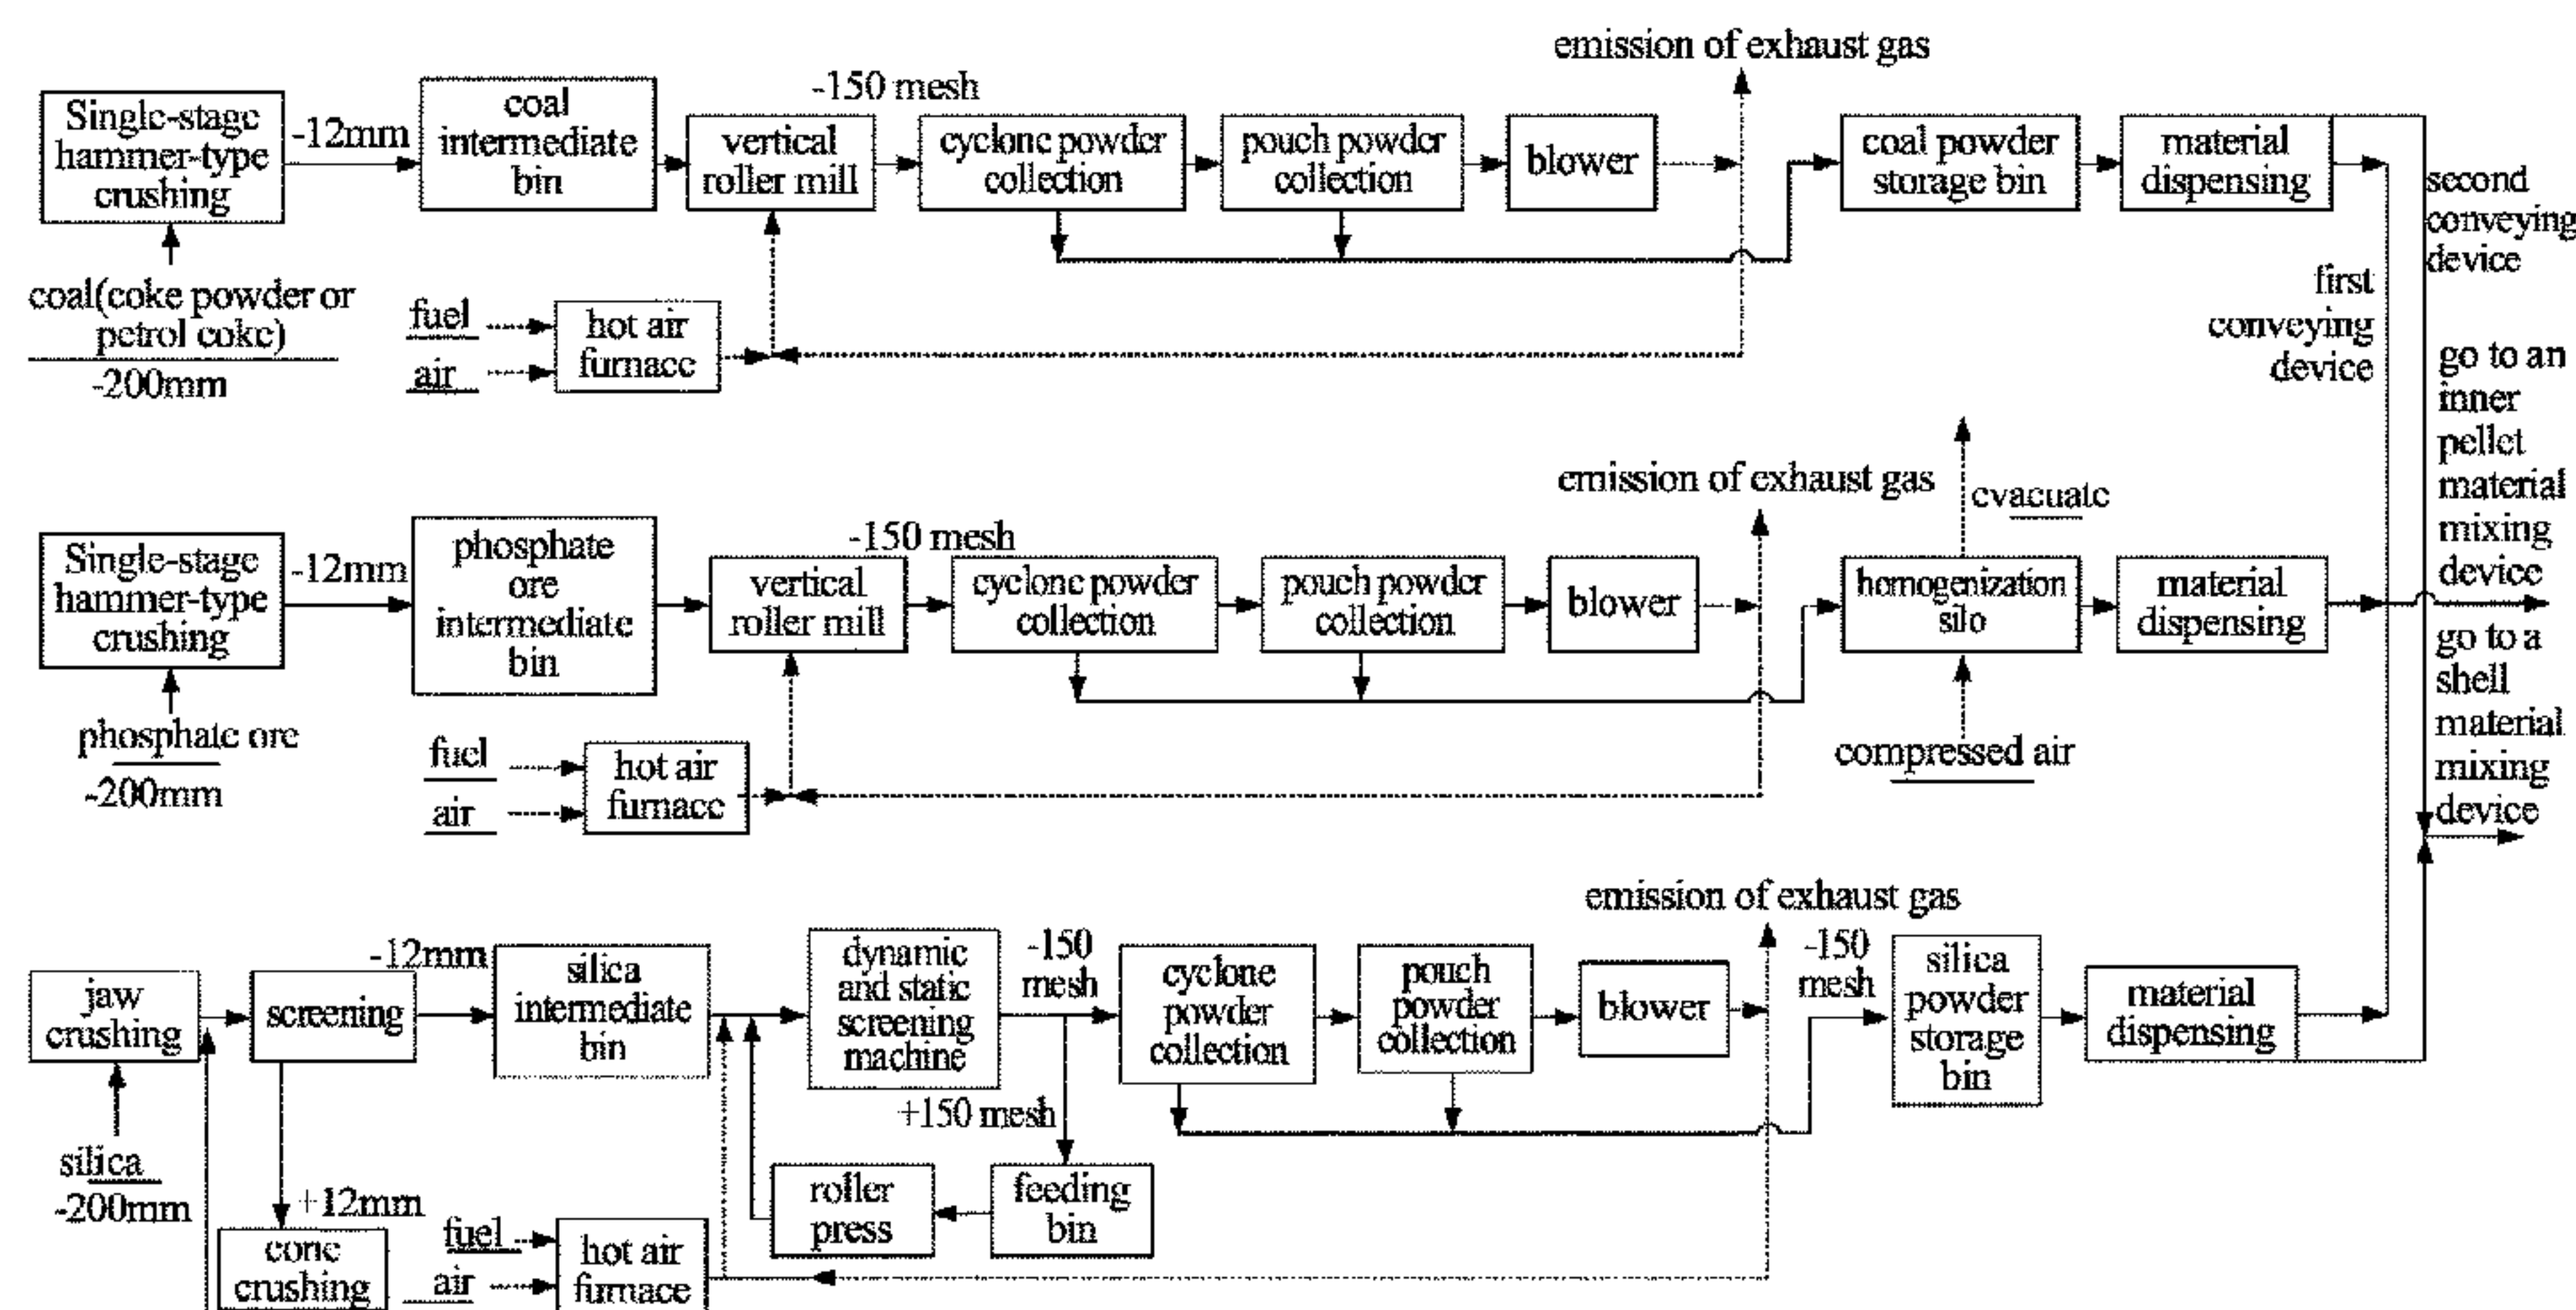 emission of exhaust gas
Single-stage
hammer-type
crushing
-12mm
coal
intermediate
bin
-150 mesh
vertical
roller mill
cyclone powder
collection
pouch powder
collection
blower
coal powder
storage bin
material
dispensing
second
conveying
device
coal(coke powder or
petrol coke)
-200mm
fuel
air
hot air
furnace
first
conveying
device
go to an
inner
pellet
material
mixing
device
emission of exhaust gas
evacuate
Single-stage
hammer-type
crushing
-12mm
phosphate
ore
intermediate
bin
-150 mesh
vertical
roller mill
cyclone powder
collection
pouch powder
collection
blower
homogenization
silo
material
dispensing
go to a
shell
material
mixing
device
phosphate ore
-200mm
fuel
air
hot air
furnace
compressed air
emission of exhaust gas
jaw
crushing
screening
-12mm
silica
intermediate
bin
dynamic
and static
screening
machine
-150
mesh
cyclone
powder
collection
pouch
powder
collection
blower
-150
mesh
silica
powder
storage
bin
material
dispensing
+150 mesh
silica
-200mm
+12mm
cone
crushing
fuel
air
hot air
furnace
roller
press
feeding
bin